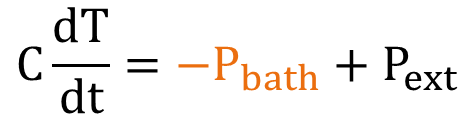 C dT/dt = −P_bath + P_ext